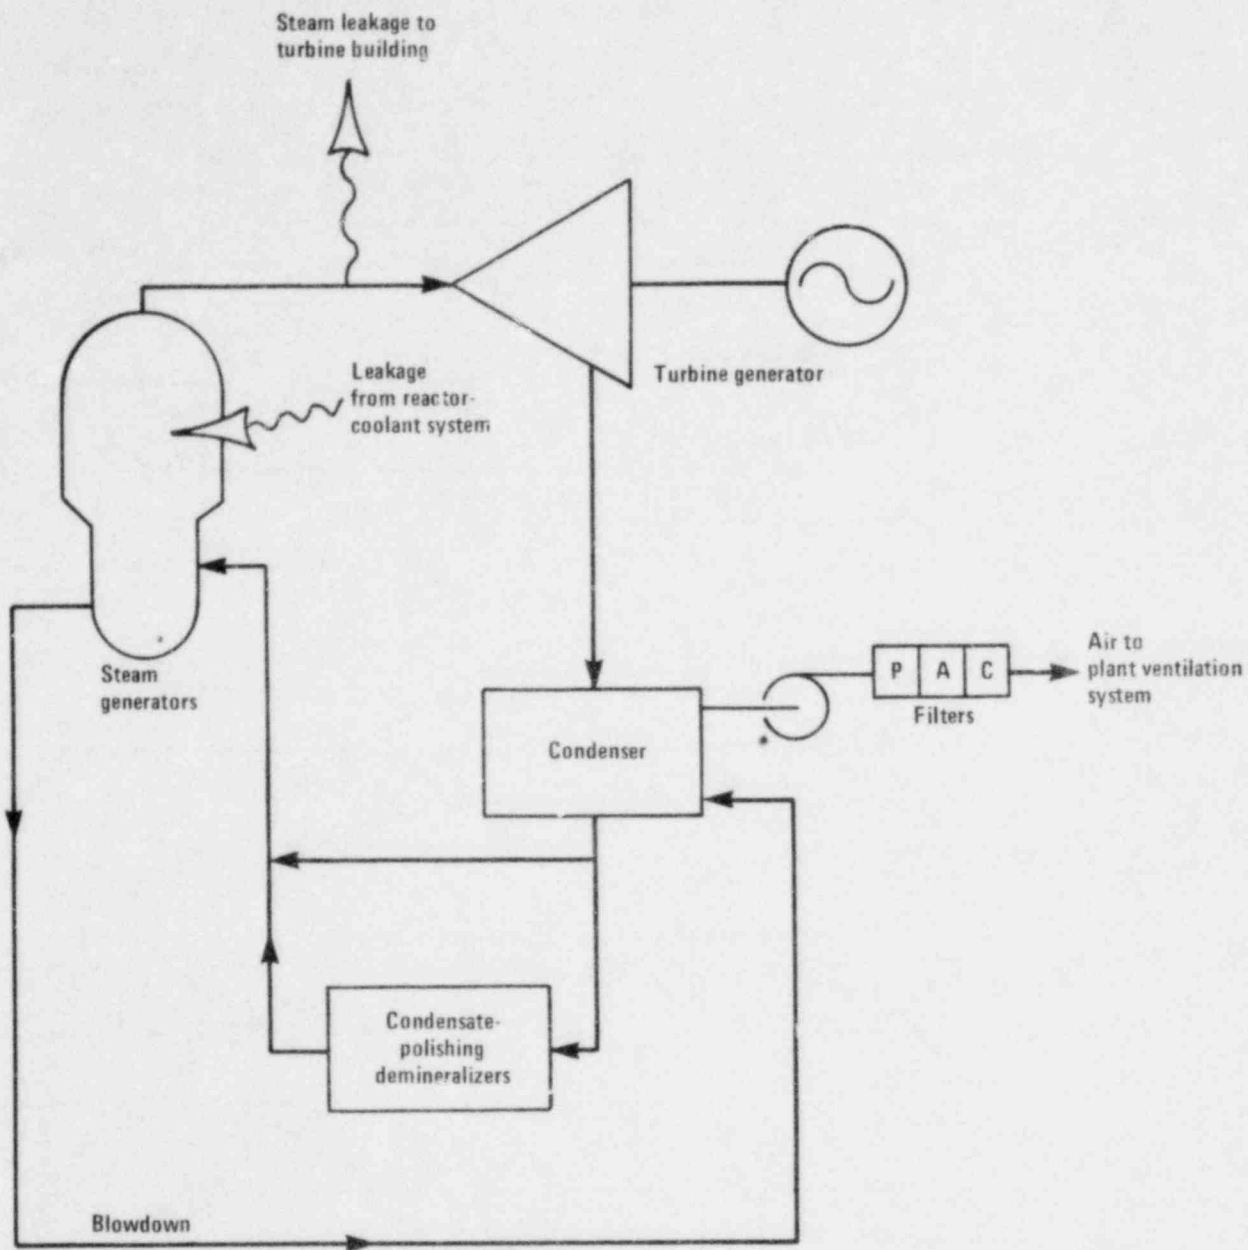 Steam leakage to
turbine building
Leakage
from reactor-
coolant system
Turbine generator
Steam
generators
Condenser
P A C
Filters
Air to
plant ventilation
system
Condensate-
polishing
demineralizers
Blowdown